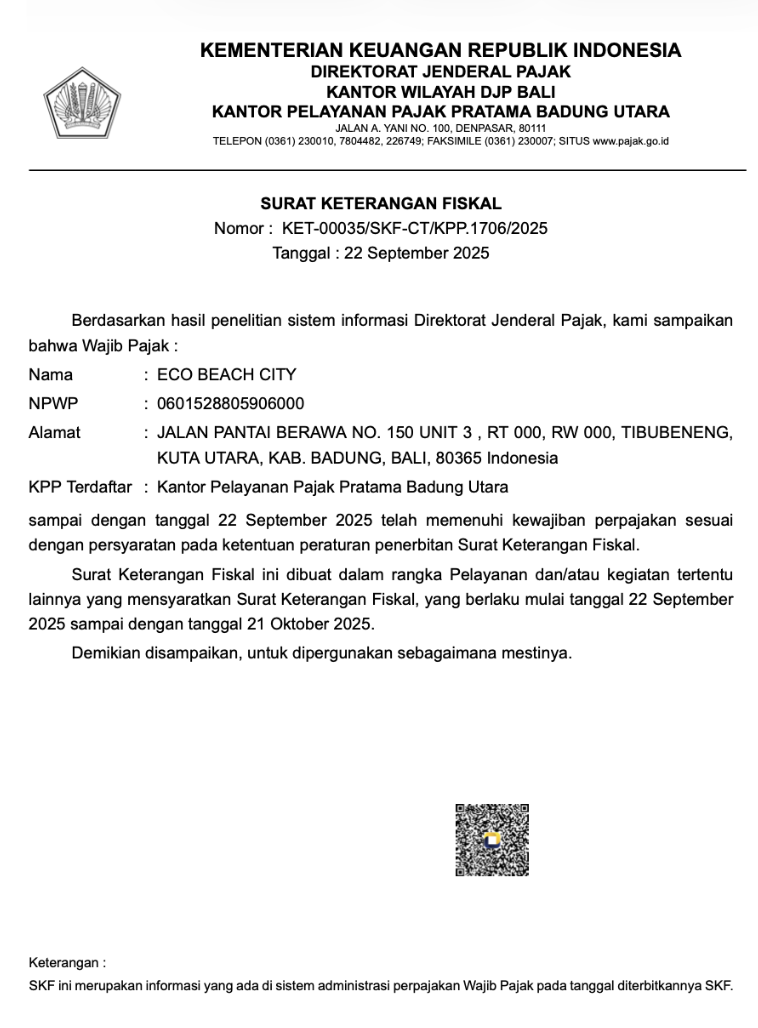 KEMENTERIAN KEUANGAN REPUBLIK INDONESIA
DIREKTORAT JENDERAL PAJAK
KANTOR WILAYAH DJP BALI
KANTOR PELAYANAN PAJAK PRATAMA BADUNG UTARA
JALAN A. YANI NO. 100, DENPASAR, 80111
TELEPON (0361) 230010, 7804482, 226749; FAKSIMILE (0361) 230007; SITUS www.pajak.go.id
SURAT KETERANGAN FISKAL
Nomor : KET-00035/SKF-CT/KPP.1706/2025
Tanggal : 22 September 2025
Berdasarkan hasil penelitian sistem informasi Direktorat Jenderal Pajak, kami sampaikan
bahwa Wajib Pajak :
Nama : ECO BEACH CITY
NPWP : 0601528805906000
Alamat : JALAN PANTAI BERAWA NO. 150 UNIT 3 , RT 000, RW 000, TIBUBENENG,
KUTA UTARA, KAB. BADUNG, BALI, 80365 Indonesia
KPP Terdaftar : Kantor Pelayanan Pajak Pratama Badung Utara
sampai dengan tanggal 22 September 2025 telah memenuhi kewajiban perpajakan sesuai
dengan persyaratan pada ketentuan peraturan penerbitan Surat Keterangan Fiskal.
Surat Keterangan Fiskal ini dibuat dalam rangka Pelayanan dan/atau kegiatan tertentu
lainnya yang mensyaratkan Surat Keterangan Fiskal, yang berlaku mulai tanggal 22 September
2025 sampai dengan tanggal 21 Oktober 2025.
Demikian disampaikan, untuk dipergunakan sebagaimana mestinya.
Keterangan :
SKF ini merupakan informasi yang ada di sistem administrasi perpajakan Wajib Pajak pada tanggal diterbitkannya SKF.